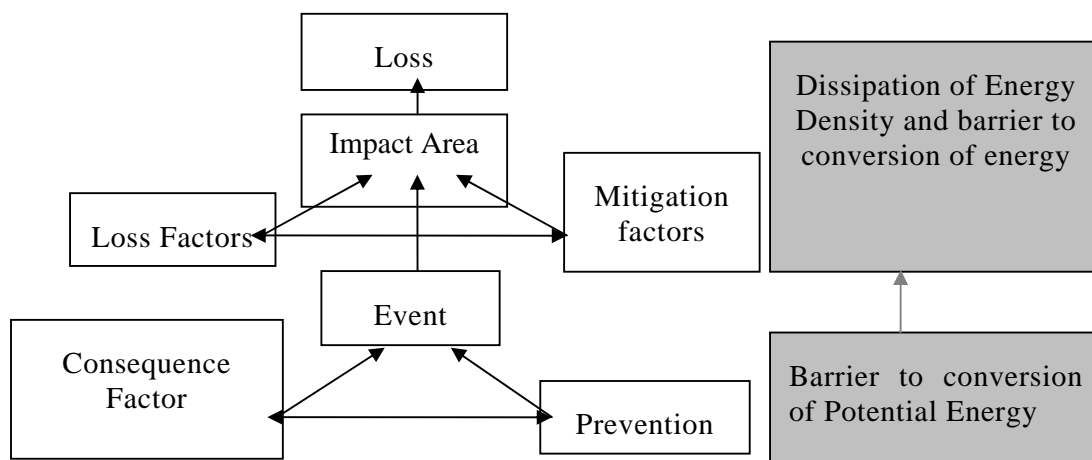 Loss
Impact Area
Loss Factors
Mitigation
factors
Event
Consequence
Factor
Prevention
Dissipation of Energy
Density and barrier to
conversion of energy
Barrier to conversion
of Potential Energy